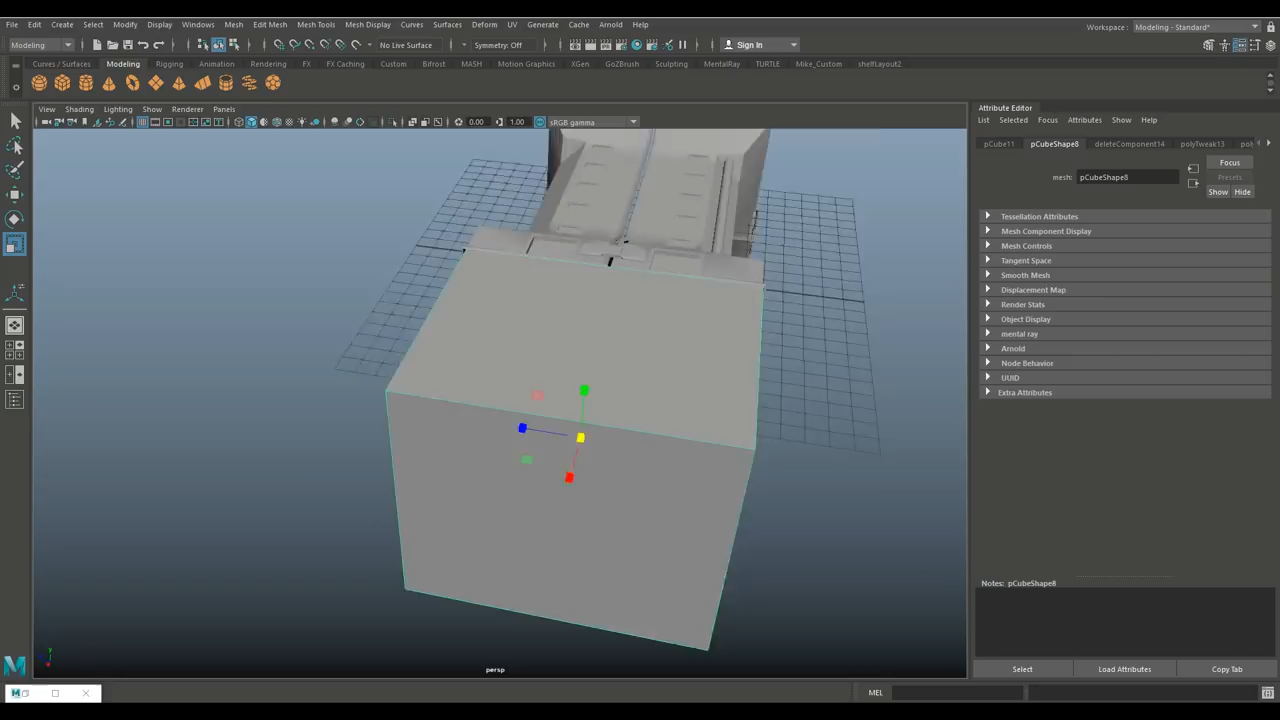 File Edit Create Select Modify Display Windows Mesh Edit Mesh Mesh Tools Mesh Display Curves Surfaces Deform UV Generate Cache Arnold Help
Workspace : Modeling - Standard*
Modeling No Live Surface Symmetry: Off Sign In
Curves / Surfaces Modeling Rigging Animation Rendering FX FX Caching Custom Bifrost MASH Motion Graphics XGen GoZBrush Sculpting MentalRay TURTLE Mike_Custom shelfLayout2
View Shading Lighting Show Renderer Panels
0.00 1.00 sRGB gamma
persp
Attribute Editor
List Selected Focus Attributes Show Help
pCube11 pCubeShape8 deleteComponent14 polyTweak13
Focus
mesh: pCubeShape8 Presets
Show Hide
Tessellation Attributes
Mesh Component Display
Mesh Controls
Tangent Space
Smooth Mesh
Displacement Map
Render Stats
Object Display
mental ray
Arnold
Node Behavior
UUID
Extra Attributes
Notes: pCubeShape8
Select Load Attributes Copy Tab
MEL